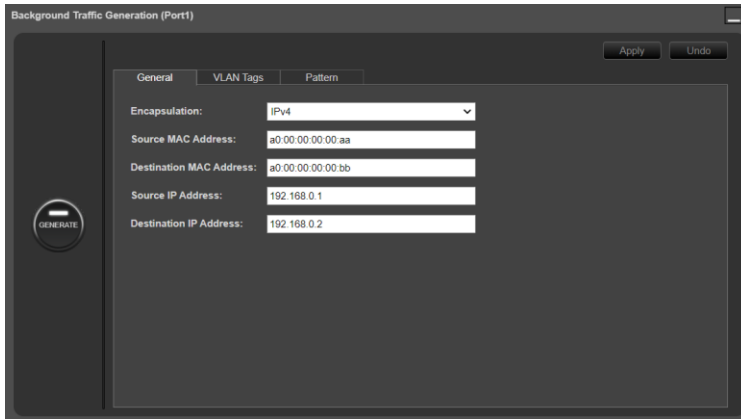 Background Traffic Generation (Port1)
Apply Undo
General VLAN Tags Pattern
Encapsulation: IPv4
Source MAC Address: a0:00:00:00:00:aa
Destination MAC Address: a0:00:00:00:00:bb
Source IP Address: 192.168.0.1
GENERATE
Destination IP Address: 192.168.0.2